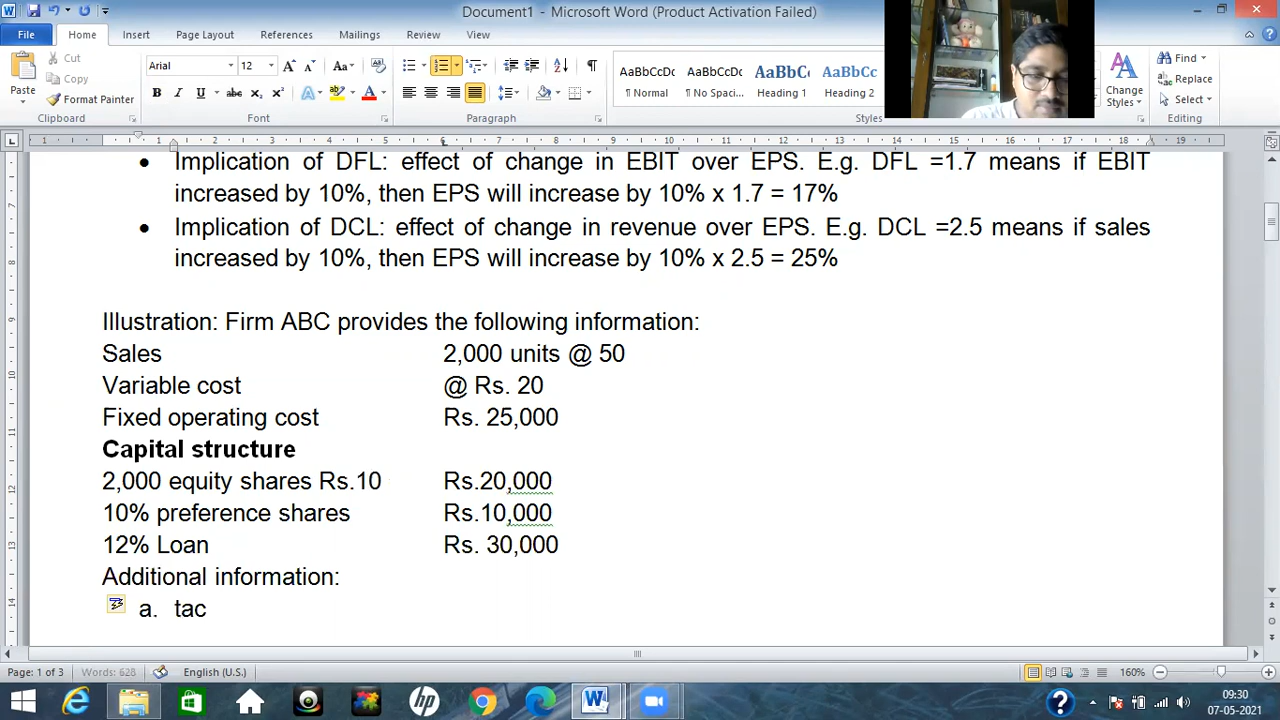 Document1 - Microsoft Word (Product Activation Failed)
File Home Insert Page Layout References Mailings Review View
Cut
Copy
Format Painter
Paste
Clipboard
Arial 12
Font
Paragraph
AaBbCcDc AaBbCcDc AaBbCc AaBbCc
¶ Normal ¶ No Spaci... Heading 1 Heading 2
Styles
Change
Styles
Find
Replace
Select
Editing
• Implication of DFL: effect of change in EBIT over EPS. E.g. DFL =1.7 means if EBIT
increased by 10%, then EPS will increase by 10% x 1.7 = 17%
• Implication of DCL: effect of change in revenue over EPS. E.g. DCL =2.5 means if sales
increased by 10%, then EPS will increase by 10% x 2.5 = 25%
Illustration: Firm ABC provides the following information:
Sales 2,000 units @ 50
Variable cost @ Rs. 20
Fixed operating cost Rs. 25,000
Capital structure
2,000 equity shares Rs.10 Rs.20,000
10% preference shares Rs.10,000
12% Loan Rs. 30,000
Additional information:
a. tac
Page: 1 of 3 Words: 628 English (U.S.) 160%
09:30
07-05-2021